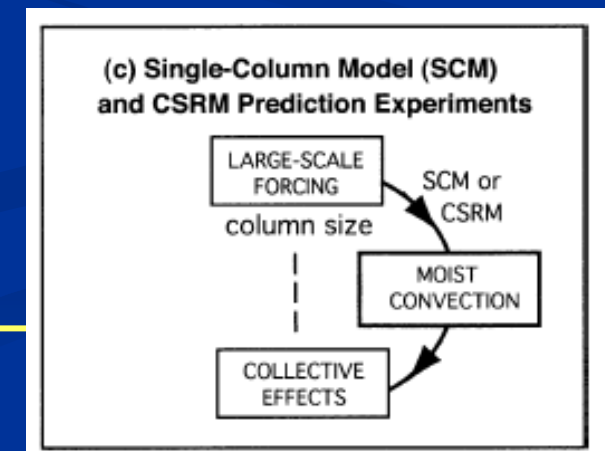 (c) Single-Column Model (SCM)
and CSRM Prediction Experiments
LARGE-SCALE
FORCING
SCM or
CSRM
column size
MOIST
CONVECTION
COLLECTIVE
EFFECTS